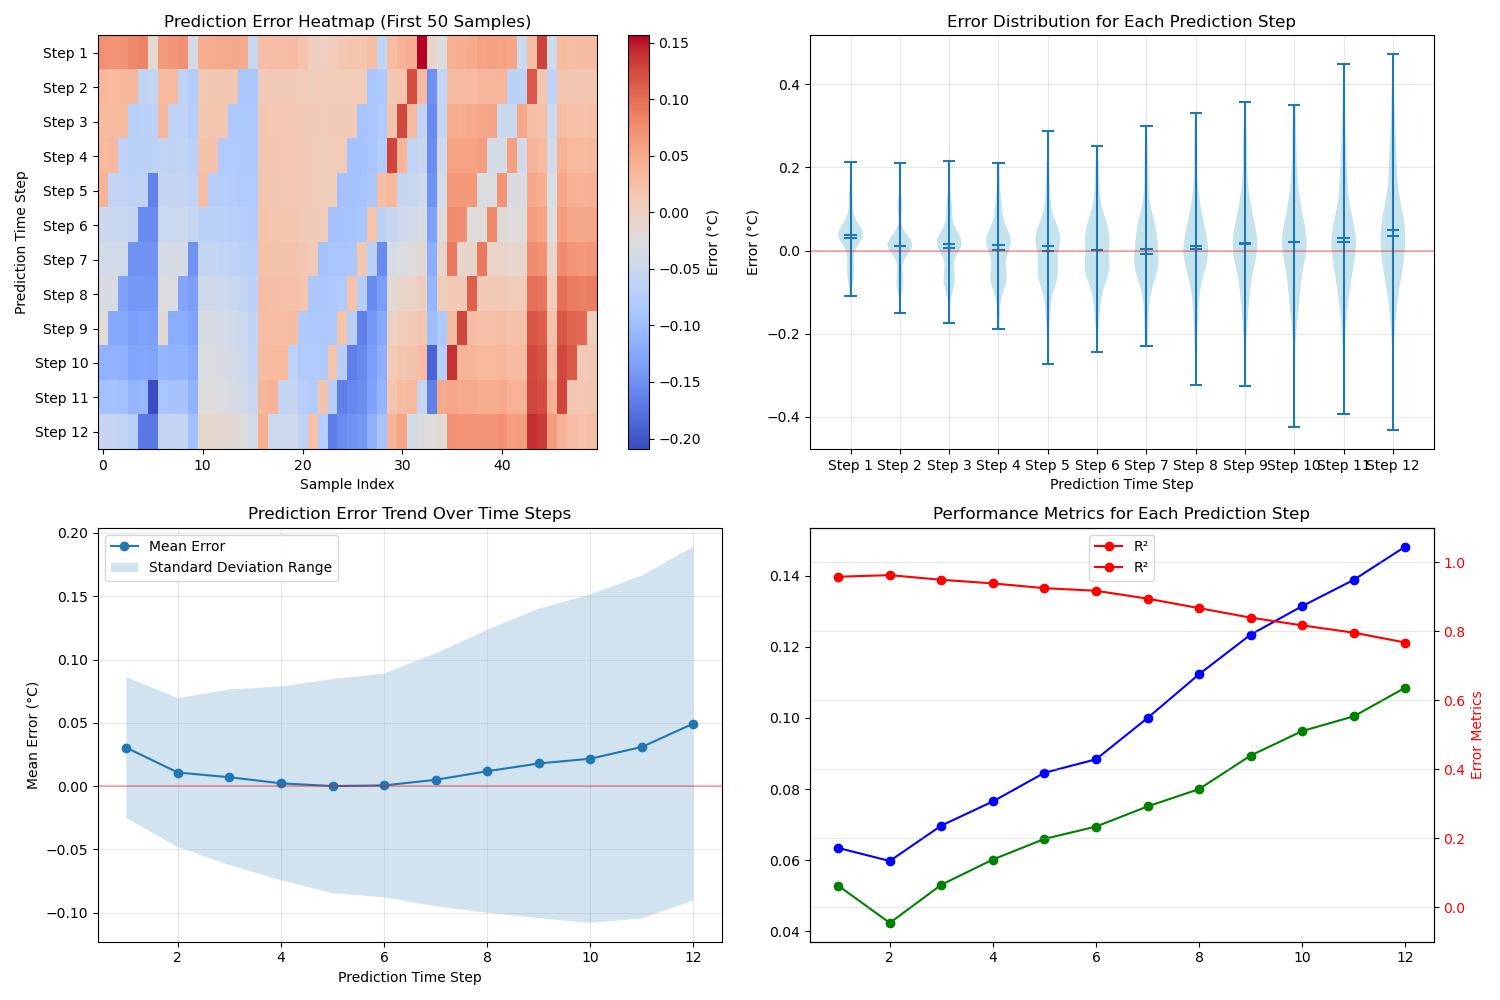 Prediction Error Heatmap (First 50 Samples)
Prediction Time Step
Step 1
Step 2
Step 3
Step 4
Step 5
Step 6
Step 7
Step 8
Step 9
Step 10
Step 11
Step 12
0 10 20 30 40
Sample Index
0.15
0.10
0.05
0.00
−0.05
−0.10
−0.15
−0.20
Error (°C)
Error Distribution for Each Prediction Step
Error (°C)
0.4
0.2
0.0
−0.2
−0.4
Step 1 Step 2 Step 3 Step 4 Step 5 Step 6 Step 7 Step 8 Step 9 Step 10 Step 11 Step 12
Prediction Time Step
Prediction Error Trend Over Time Steps
Mean Error
Standard Deviation Range
Mean Error (°C)
0.20
0.15
0.10
0.05
0.00
−0.05
−0.10
2 4 6 8 10 12
Prediction Time Step
Performance Metrics for Each Prediction Step
R²
R²
0.14
0.12
0.10
0.08
0.06
0.04
2 4 6 8 10 12
1.0
0.8
0.6
0.4
0.2
0.0
Error Metrics